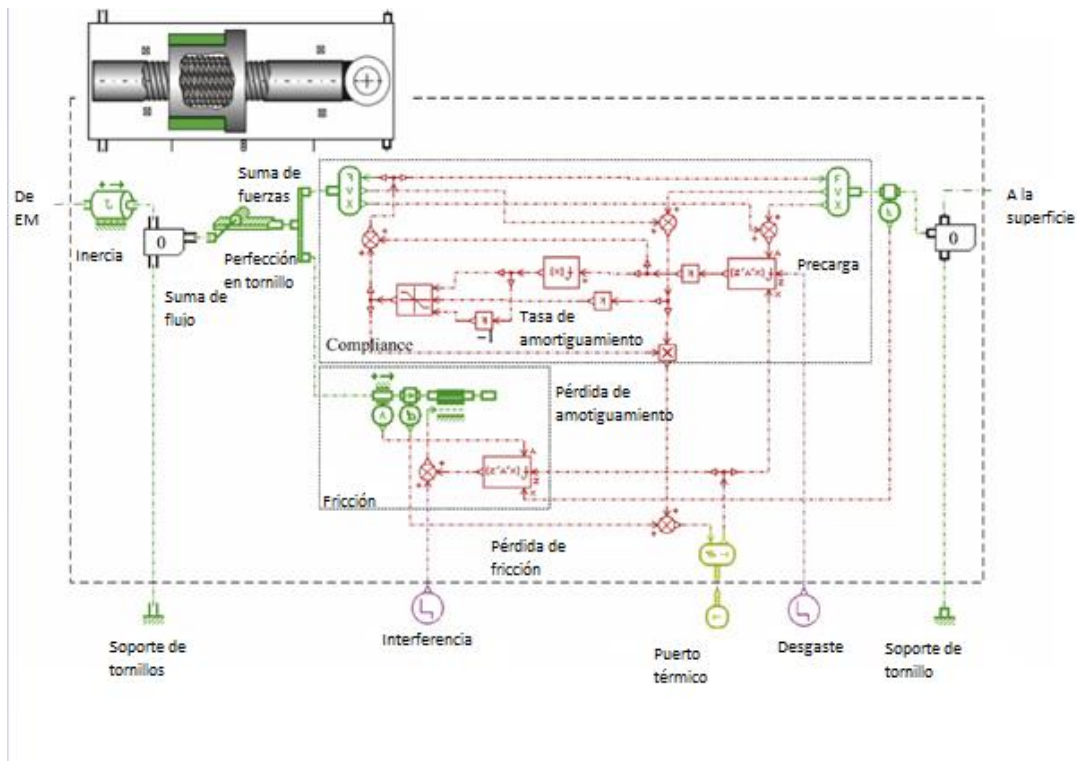 De
EM
Inercia
Suma de
flujo
Suma de
fuerzas
Perfección
en tornillo
Compliance
Tasa de
amortiguamiento
Precarga
A la
superficie
0
0
F
V
X
Fricción
Pérdida de
amotiguamiento
Pérdida de
fricción
Soporte de
tornillos
Interferencia
Puerto
térmico
Desgaste
Soporte de
tornillo